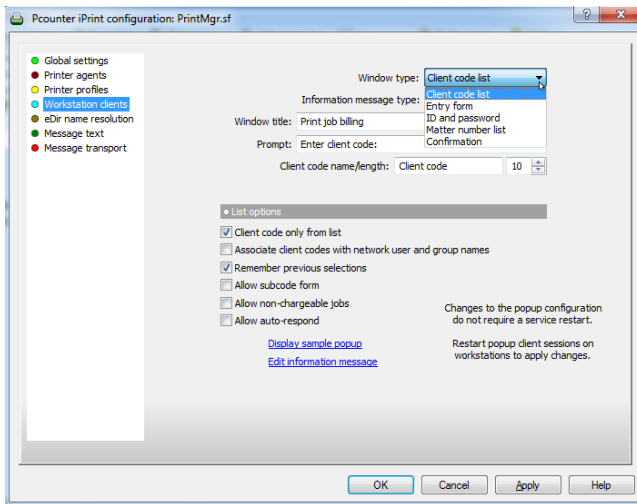 Pcounter iPrint configuration: PrintMgr.sf
Global settings
Printer agents
Printer profiles
Workstation clients
eDir name resolution
Message text
Message transport
Window type: Client code list
Client code list
Entry form
ID and password
Matter number list
Confirmation
Information message type:
Window title: Print job billing
Prompt: Enter client code:
Client code name/length: Client code 10
• List options
Client code only from list
Associate client codes with network user and group names
Remember previous selections
Allow subcode form
Allow non-chargeable jobs
Allow auto-respond
Display sample popup
Edit information message
Changes to the popup configuration
do not require a service restart.
Restart popup client sessions on
workstations to apply changes.
OK Cancel Apply Help